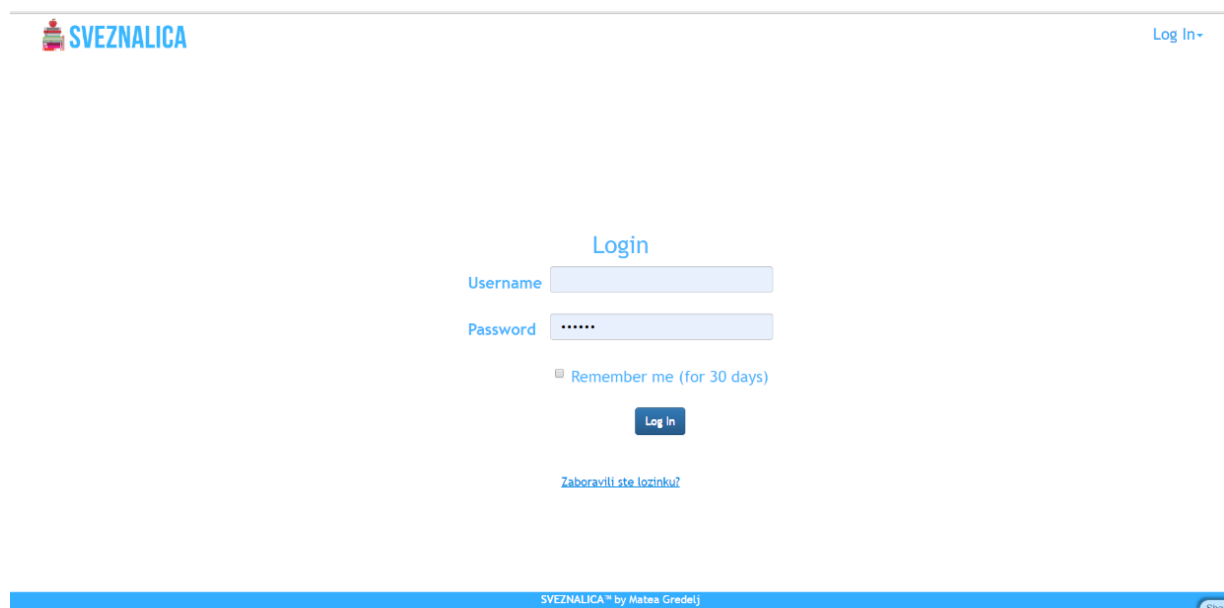 SVEZNALICA
Log In
Login
Username
Password ••••••
Remember me (for 30 days)
Log In
Zaboravili ste lozinku?
SVEZNALICA™ by Matea Gredelj